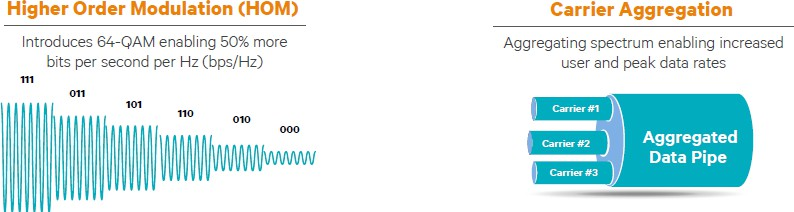 Higher Order Modulation (HOM)
Introduces 64-QAM enabling 50% more
bits per second per Hz (bps/Hz)
111
011
101
110
010
000
Carrier Aggregation
Aggregating spectrum enabling increased
user and peak data rates
Carrier #1
Carrier #2
Carrier #3
Aggregated
Data Pipe